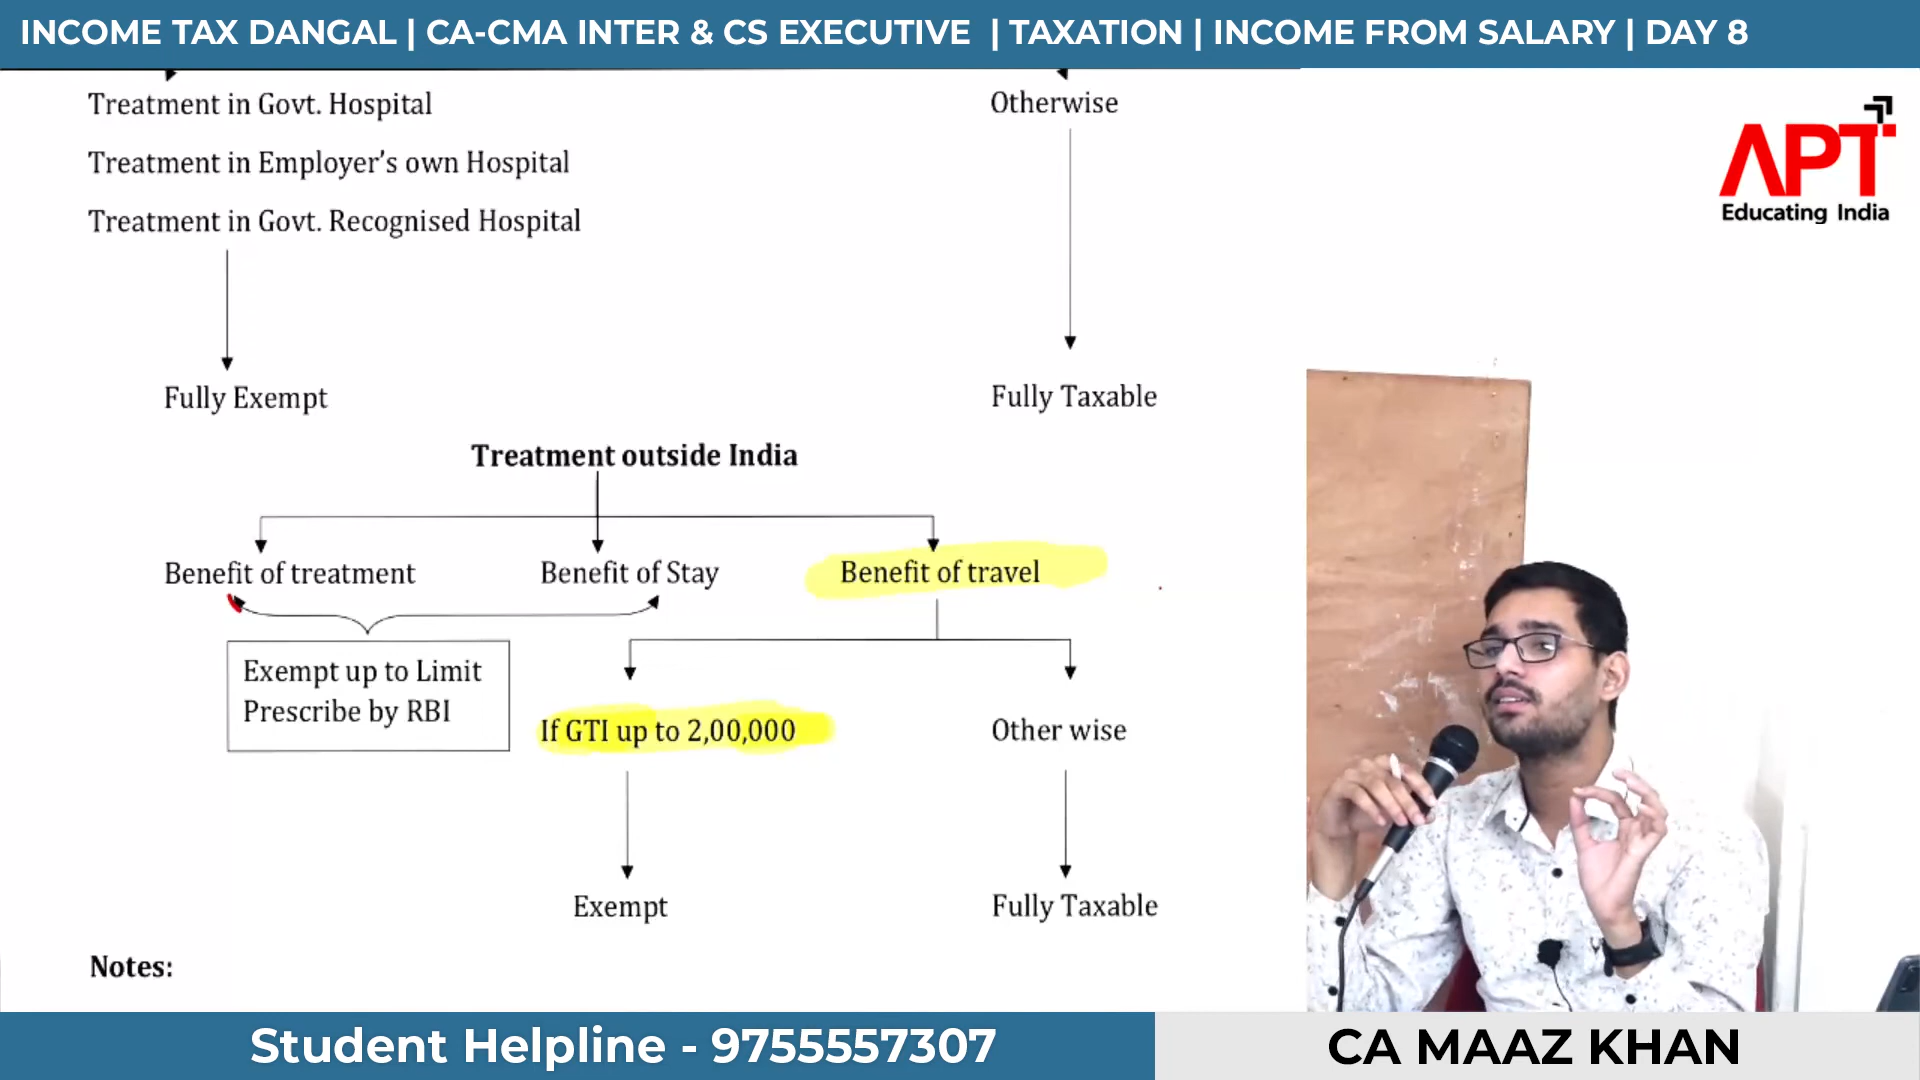 INCOME TAX DANGAL | CA-CMA INTER & CS EXECUTIVE | TAXATION | INCOME FROM SALARY | DAY 8
Treatment in Govt. Hospital
Otherwise
Treatment in Employer's own Hospital
Treatment in Govt. Recognised Hospital
APT
Educating India
Fully Exempt
Fully Taxable
Treatment outside India
Benefit of treatment
Benefit of Stay
Benefit of travel
Exempt up to Limit
Prescribe by RBI
If GTI up to 2,00,000
Other wise
Exempt
Fully Taxable
Notes:
Student Helpline - 9755557307
CA MAAZ KHAN